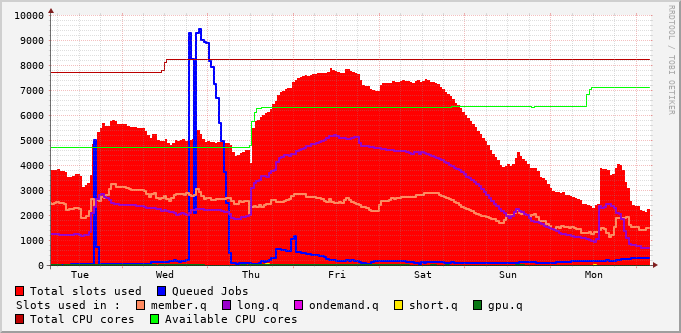 10000
9000
8000
7000
6000
5000
4000
3000
2000
1000
0
Tue Wed Thu Fri Sat Sun Mon
RRDTOOL / TOBI OETIKER
Total slots used Queued Jobs
Slots used in : member.q long.q ondemand.q short.q gpu.q
Total CPU cores Available CPU cores